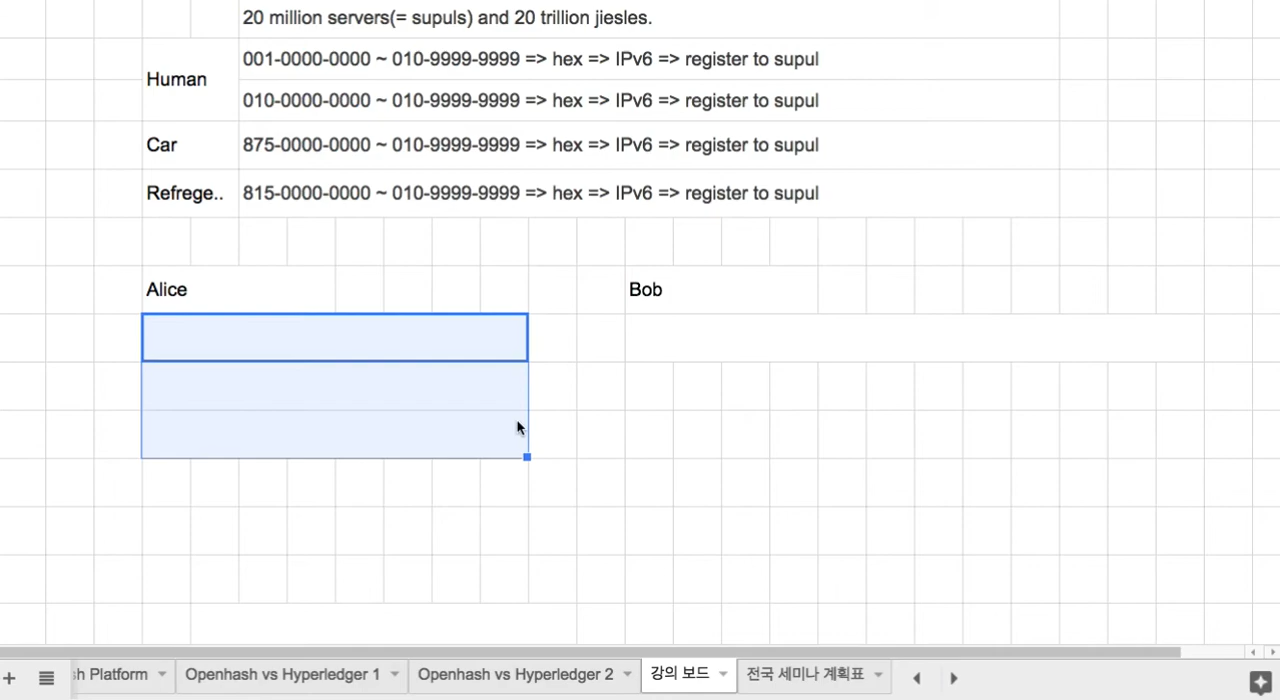 20 million servers(= supuls) and 20 trillion jiesles.
Human
001-0000-0000 ~ 010-9999-9999 => hex => IPv6 => register to supul
010-0000-0000 ~ 010-9999-9999 => hex => IPv6 => register to supul
Car 875-0000-0000 ~ 010-9999-9999 => hex => IPv6 => register to supul
Refrege.. 815-0000-0000 ~ 010-9999-9999 => hex => IPv6 => register to supul
Alice Bob
sh Platform Openhash vs Hyperledger 1 Openhash vs Hyperledger 2 강의 보드 전국 세미나 계획표